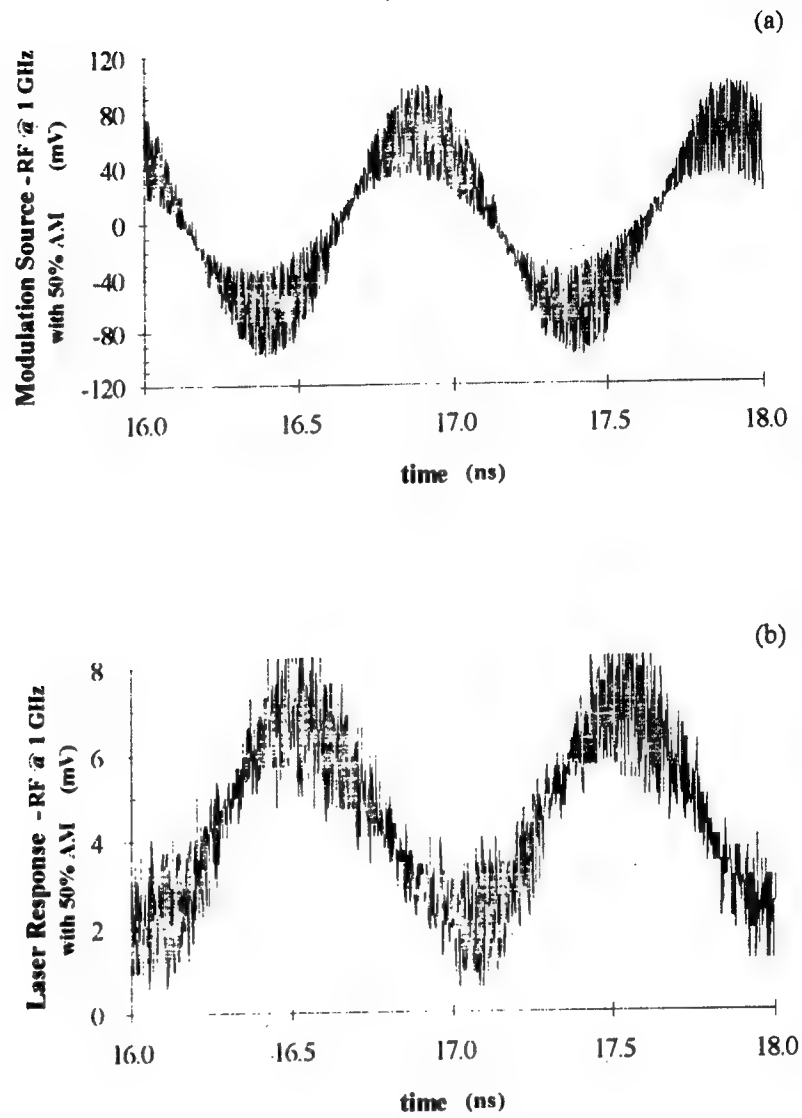 (a)
Modulation Source - RF @ 1 GHz
with 50% AM (mV)
120
80
40
0
-40
-80
-120
16.0
16.5
17.0
17.5
18.0
time (ns)
(b)
Laser Response - RF @ 1 GHz
with 50% AM (mV)
8
6
4
2
0
16.0
16.5
17.0
17.5
18.0
time (ns)